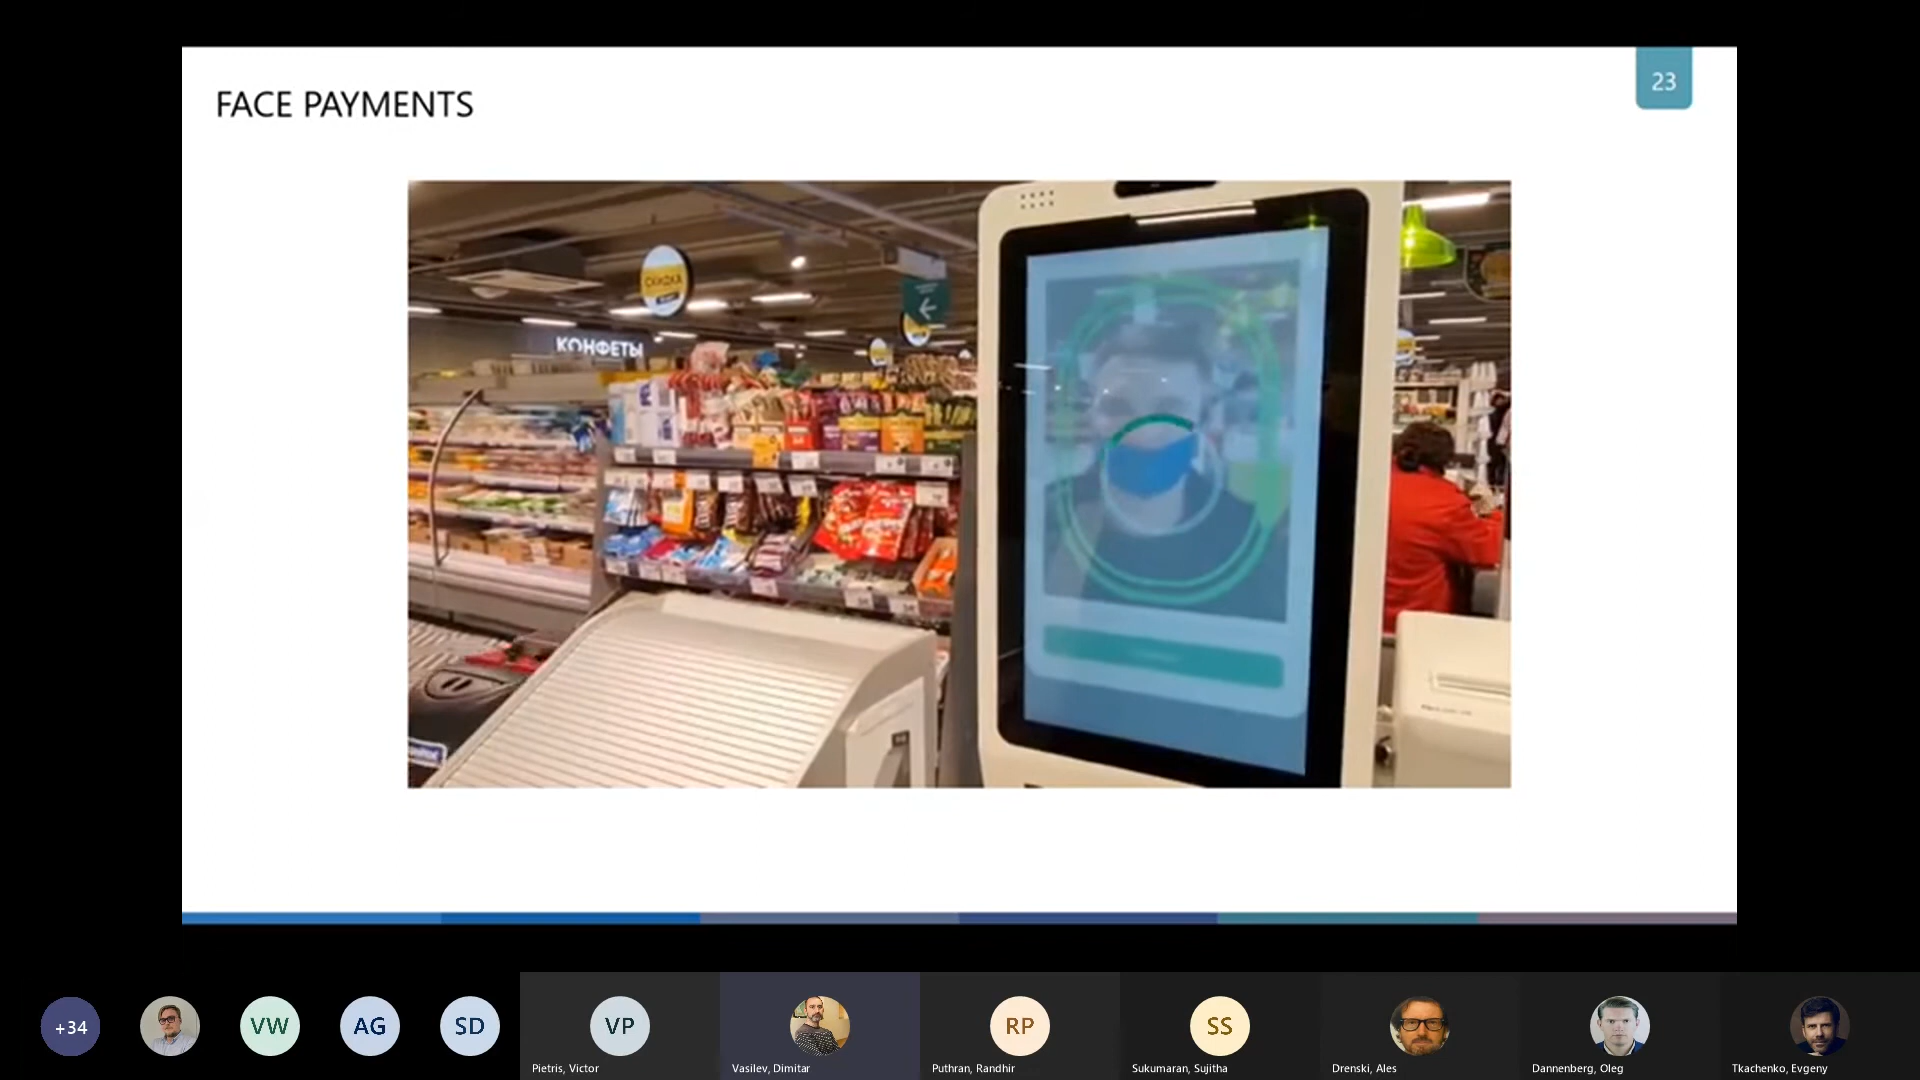 FACE PAYMENTS
23
СКИДКА
КОНФЕТЫ
+34
VW
AG
SD
VP
RP
SS
Pietris, Victor
Vasilev, Dimitar
Puthran, Randhir
Sukumaran, Sujitha
Drenski, Ales
Dannenberg, Oleg
Tkachenko, Evgeny